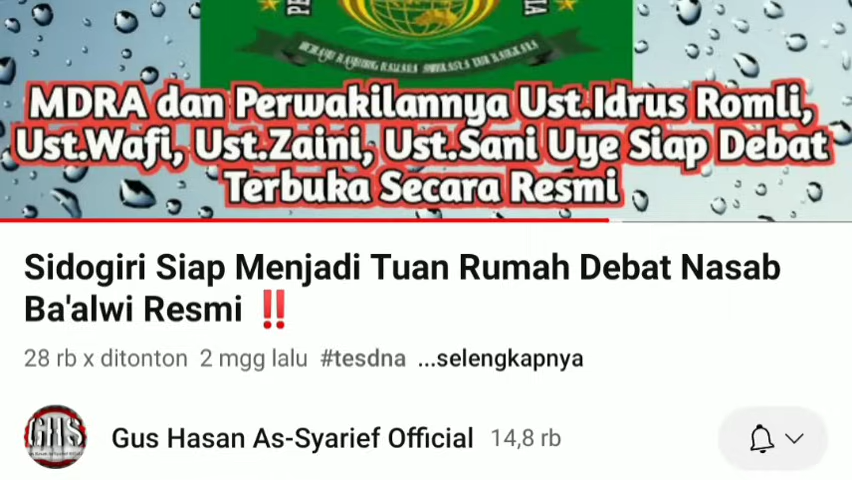 MDRA dan Perwakilannya Ust.Idrus Romli,
Ust.Wafi, Ust.Zaini, Ust.Sani Uye Siap Debat
Terbuka Secara Resmi
Sidogiri Siap Menjadi Tuan Rumah Debat Nasab
Ba'alwi Resmi ‼️
28 rb x ditonton 2 mgg lalu #tesdna ...selengkapnya
GHS
Gus Hasan As-Syarief Official 14,8 rb